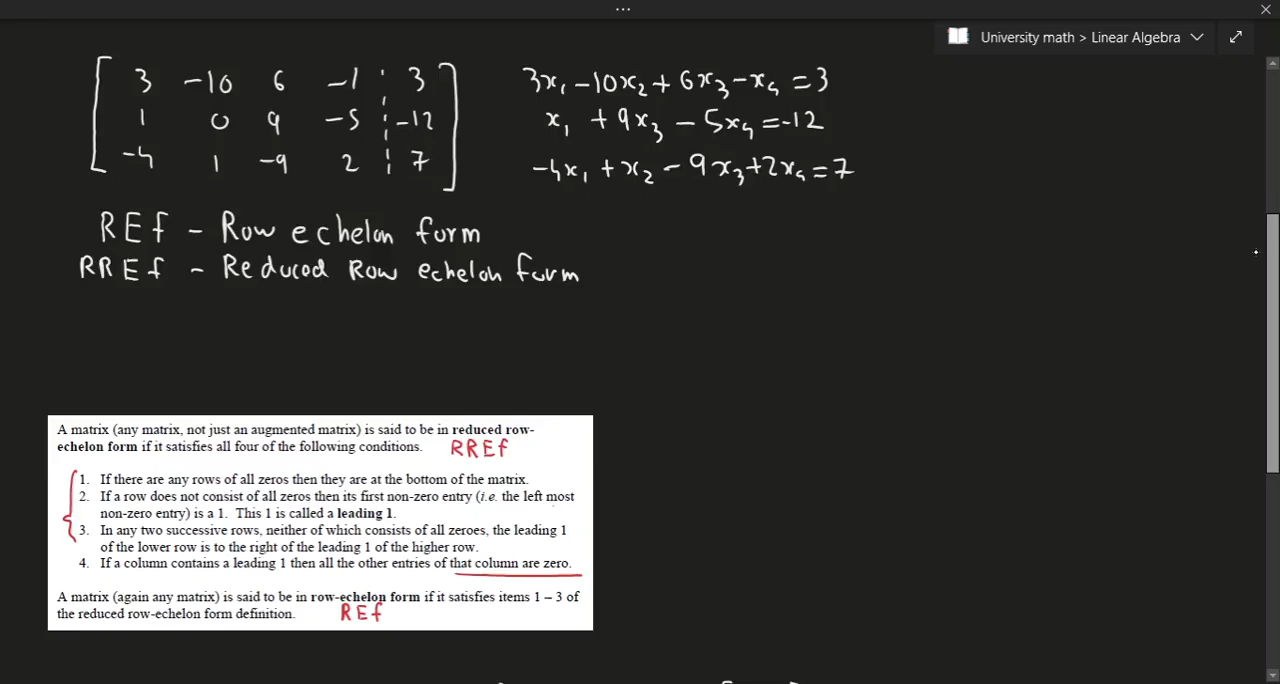 ...
University math > Linear Algebra
3 -10 6 -1 ¦ 3
1 0 9 -5 ¦ -12
-4 1 -9 2 ¦ 7
3x₁ - 10x₂ + 6x₃ - x₄ = 3
x₁ + 9x₃ - 5x₄ = -12
-4x₁ + x₂ - 9x₃ + 2x₄ = 7
REf - Row echelon form
RREf - Reduced Row echelon form
A matrix (any matrix, not just an augmented matrix) is said to be in reduced row-
echelon form if it satisfies all four of the following conditions. RREf
1. If there are any rows of all zeros then they are at the bottom of the matrix.
2. If a row does not consist of all zeros then its first non-zero entry (i.e. the left most
non-zero entry) is a 1. This 1 is called a leading 1.
3. In any two successive rows, neither of which consists of all zeroes, the leading 1
of the lower row is to the right of the leading 1 of the higher row.
4. If a column contains a leading 1 then all the other entries of that column are zero.
A matrix (again any matrix) is said to be in row-echelon form if it satisfies items 1 – 3 of
the reduced row-echelon form definition. REf